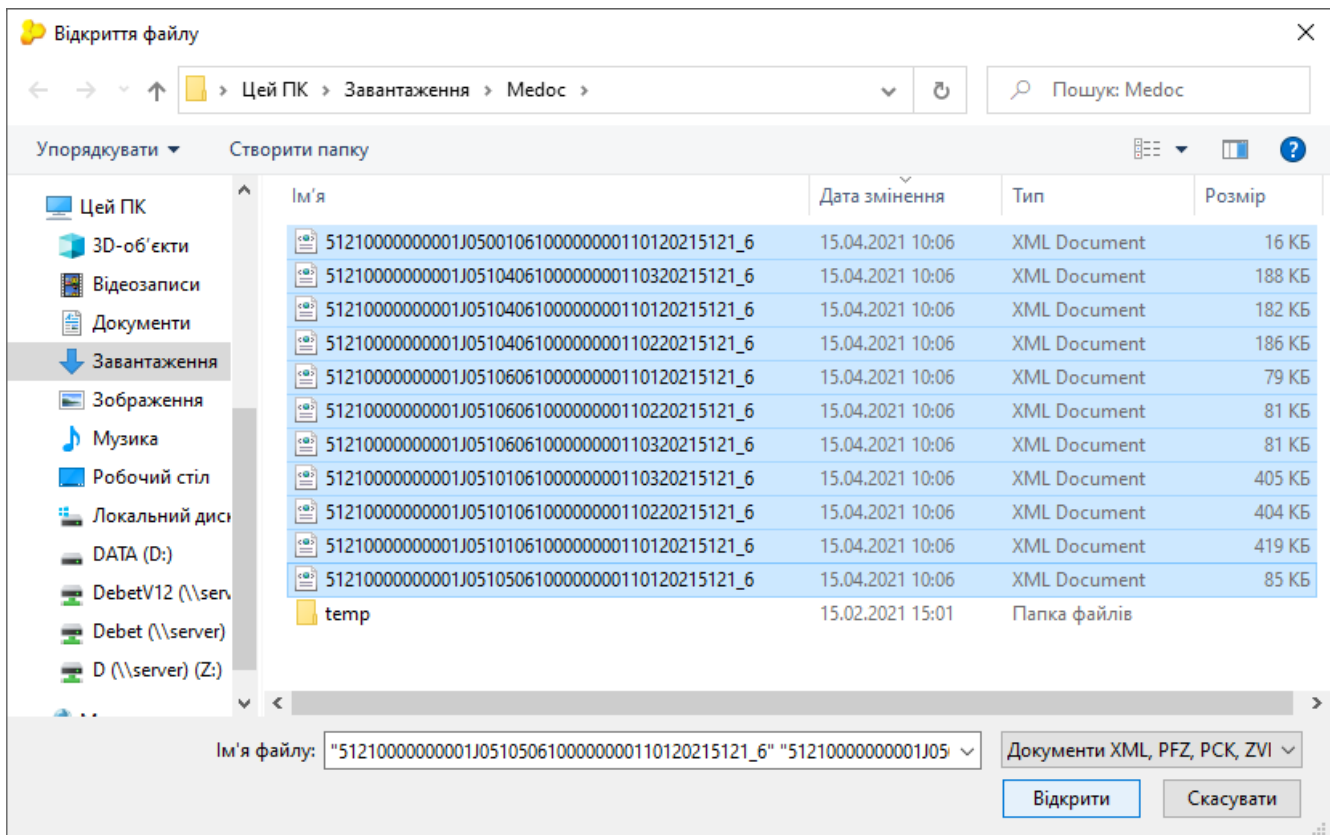 Відкриття файлу
Цей ПК › Завантаження › Medoc ›
Пошук: Medoc
Упорядкувати
Створити папку
Цей ПК
3D-об'єкти
Відеозаписи
Документи
Завантаження
Зображення
Музика
Робочий стіл
Локальний диск
DATA (D:)
DebetV12 (\\serv
Debet (\\server)
D (\\server) (Z:)
Ім'я Дата змінення Тип Розмір
51210000000001J0500106100000000110120215121_6 15.04.2021 10:06 XML Document 16 КБ
51210000000001J0510406100000000110320215121_6 15.04.2021 10:06 XML Document 188 КБ
51210000000001J0510406100000000110120215121_6 15.04.2021 10:06 XML Document 182 КБ
51210000000001J0510406100000000110220215121_6 15.04.2021 10:06 XML Document 186 КБ
51210000000001J0510606100000000110120215121_6 15.04.2021 10:06 XML Document 79 КБ
51210000000001J0510606100000000110220215121_6 15.04.2021 10:06 XML Document 81 КБ
51210000000001J0510606100000000110320215121_6 15.04.2021 10:06 XML Document 81 КБ
51210000000001J0510106100000000110320215121_6 15.04.2021 10:06 XML Document 405 КБ
51210000000001J0510106100000000110220215121_6 15.04.2021 10:06 XML Document 404 КБ
51210000000001J0510106100000000110120215121_6 15.04.2021 10:06 XML Document 419 КБ
51210000000001J0510506100000000110120215121_6 15.04.2021 10:06 XML Document 85 КБ
temp 15.02.2021 15:01 Папка файлів
Ім'я файлу: "51210000000001J0510506100000000110120215121_6" "51210000000001J05(
Документи XML, PFZ, PCK, ZVI
Відкрити
Скасувати